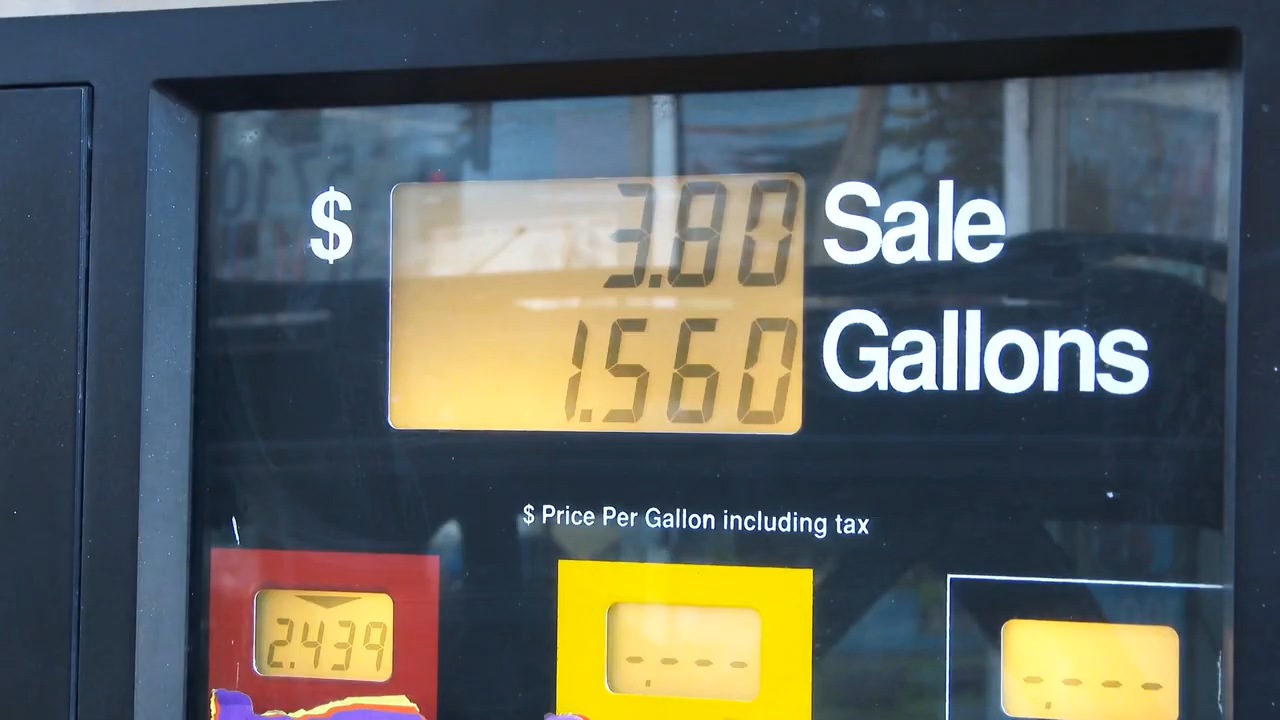 $ 3.80 Sale
1.560 Gallons
$ Price Per Gallon including tax
2.439 -.--- -.---